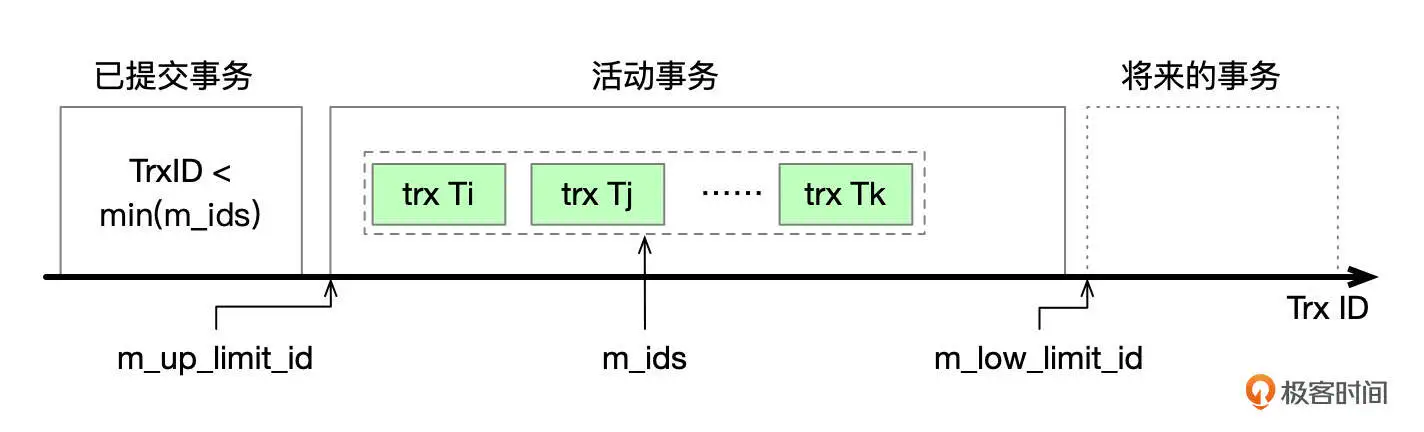 已提交事务
活动事务
将来的事务
TrxID <
min(m_ids)
trx Ti
trx Tj
······
trx Tk
Trx ID
m_up_limit_id
m_ids
m_low_limit_id
极客时间